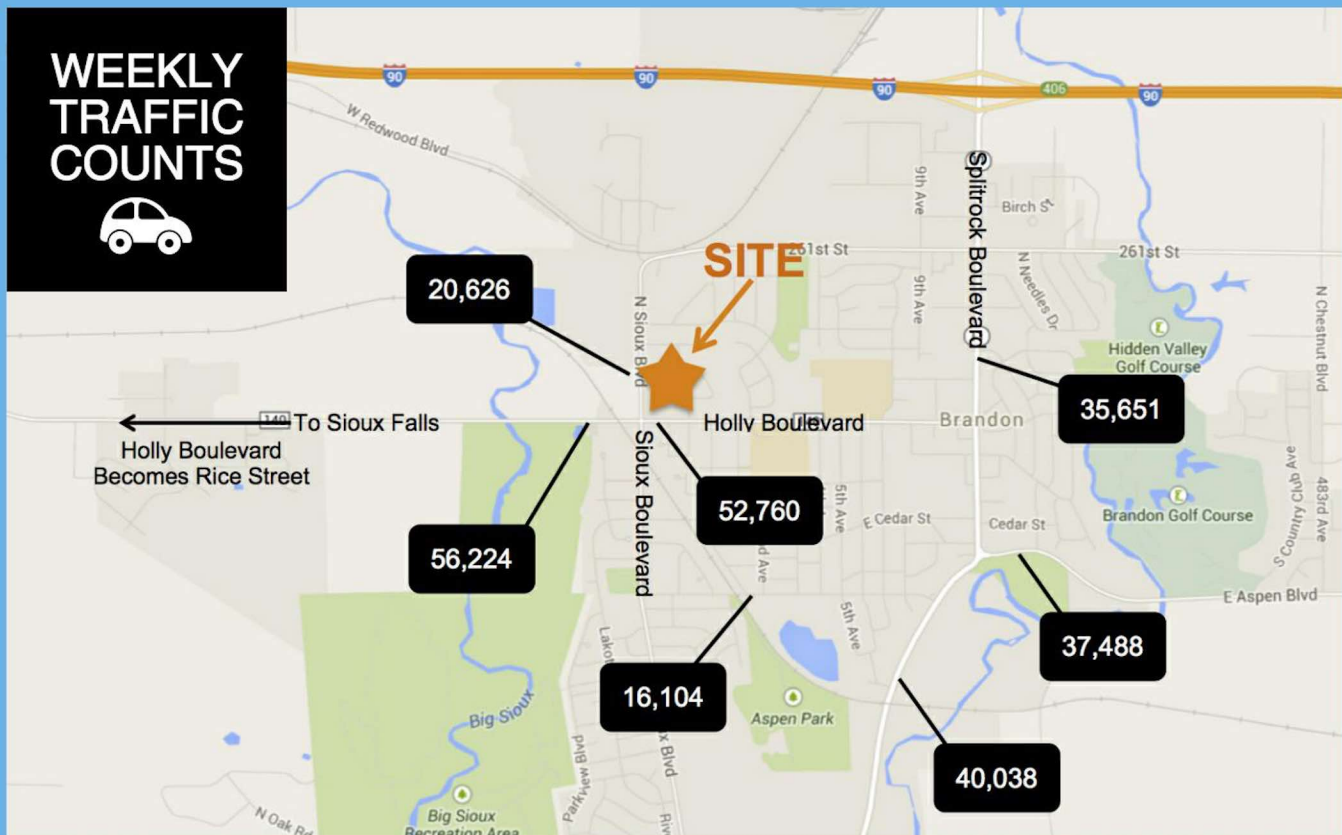 WEEKLY
TRAFFIC
COUNTS
90
90
90
406
90
W Redwood Blvd
9th Ave
Splitrock Boulevard
Birch St
SITE
261st St
261st St
20,626
N Sioux Blvd
9th Ave
N Needles Dr
N Chestnut Blvd
Hidden Valley
Golf Course
35,651
140
To Sioux Falls
Holly Boulevard
Brandon
Holly Boulevard
Becomes Rice Street
Sioux Boulevard
52,760
5th Ave
E Cedar St
Cedar St
Brandon Golf Course
S Country Club Ave
483rd Ave
56,224
E Aspen Blvd
5th Ave
37,488
16,104
Aspen Park
Big Sioux
Parkview Blvd
40,038
N Oak Rd
Big Sioux
Recreation Area